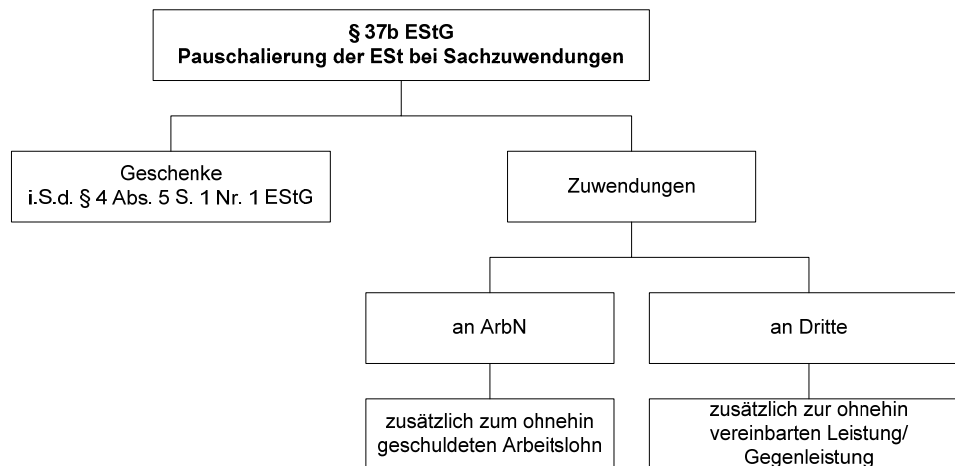 § 37b EStG
Pauschalierung der ESt bei Sachzuwendungen
Geschenke
i.S.d. § 4 Abs. 5 S. 1 Nr. 1 EStG
Zuwendungen
an ArbN
an Dritte
zusätzlich zum ohnehin
geschuldeten Arbeitslohn
zusätzlich zur ohnehin
vereinbarten Leistung/
Gegenleistung